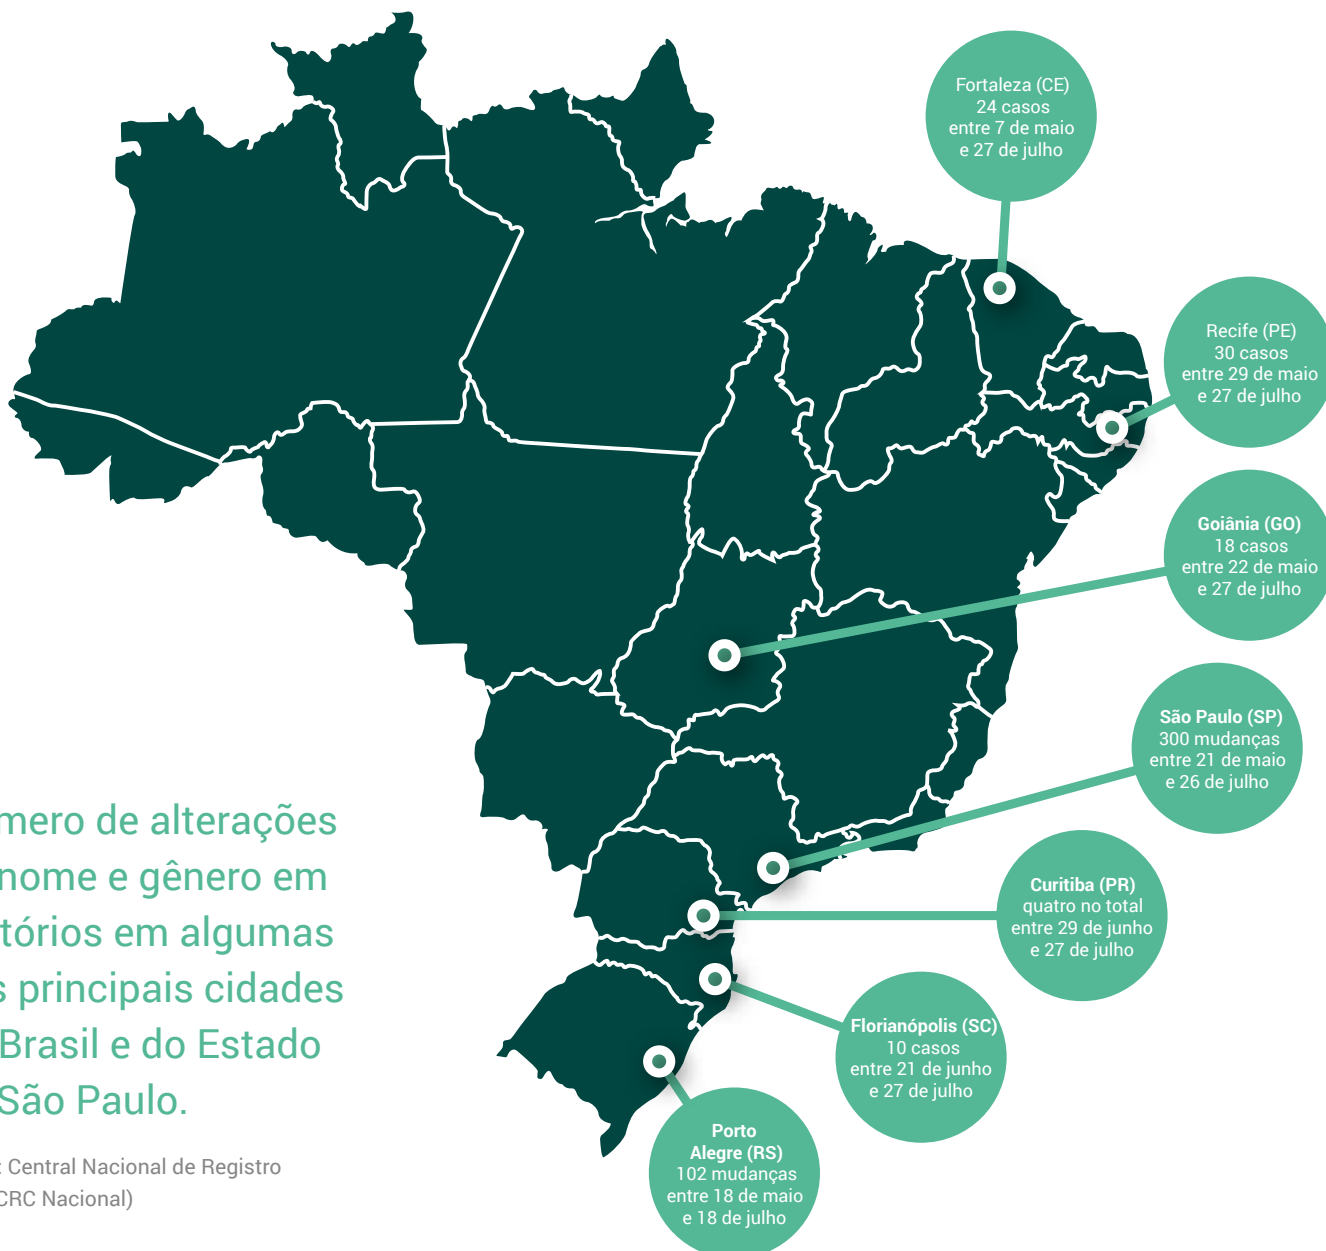 Fortaleza (CE)
24 casos
entre 7 de maio
e 27 de julho
Recife (PE)
30 casos
entre 29 de maio
e 27 de julho
Goiânia (GO)
18 casos
entre 22 de maio
e 27 de julho
São Paulo (SP)
300 mudanças
entre 21 de maio
e 26 de julho
Curitiba (PR)
quatro no total
entre 29 de junho
e 27 de julho
Florianópolis (SC)
10 casos
entre 21 de junho
e 27 de julho
Porto
Alegre (RS)
102 mudanças
entre 18 de maio
e 18 de julho
mero de alterações
nome e gênero em
tórios em algumas
s principais cidades
Brasil e do Estado
São Paulo.
: Central Nacional de Registro
CRC Nacional)